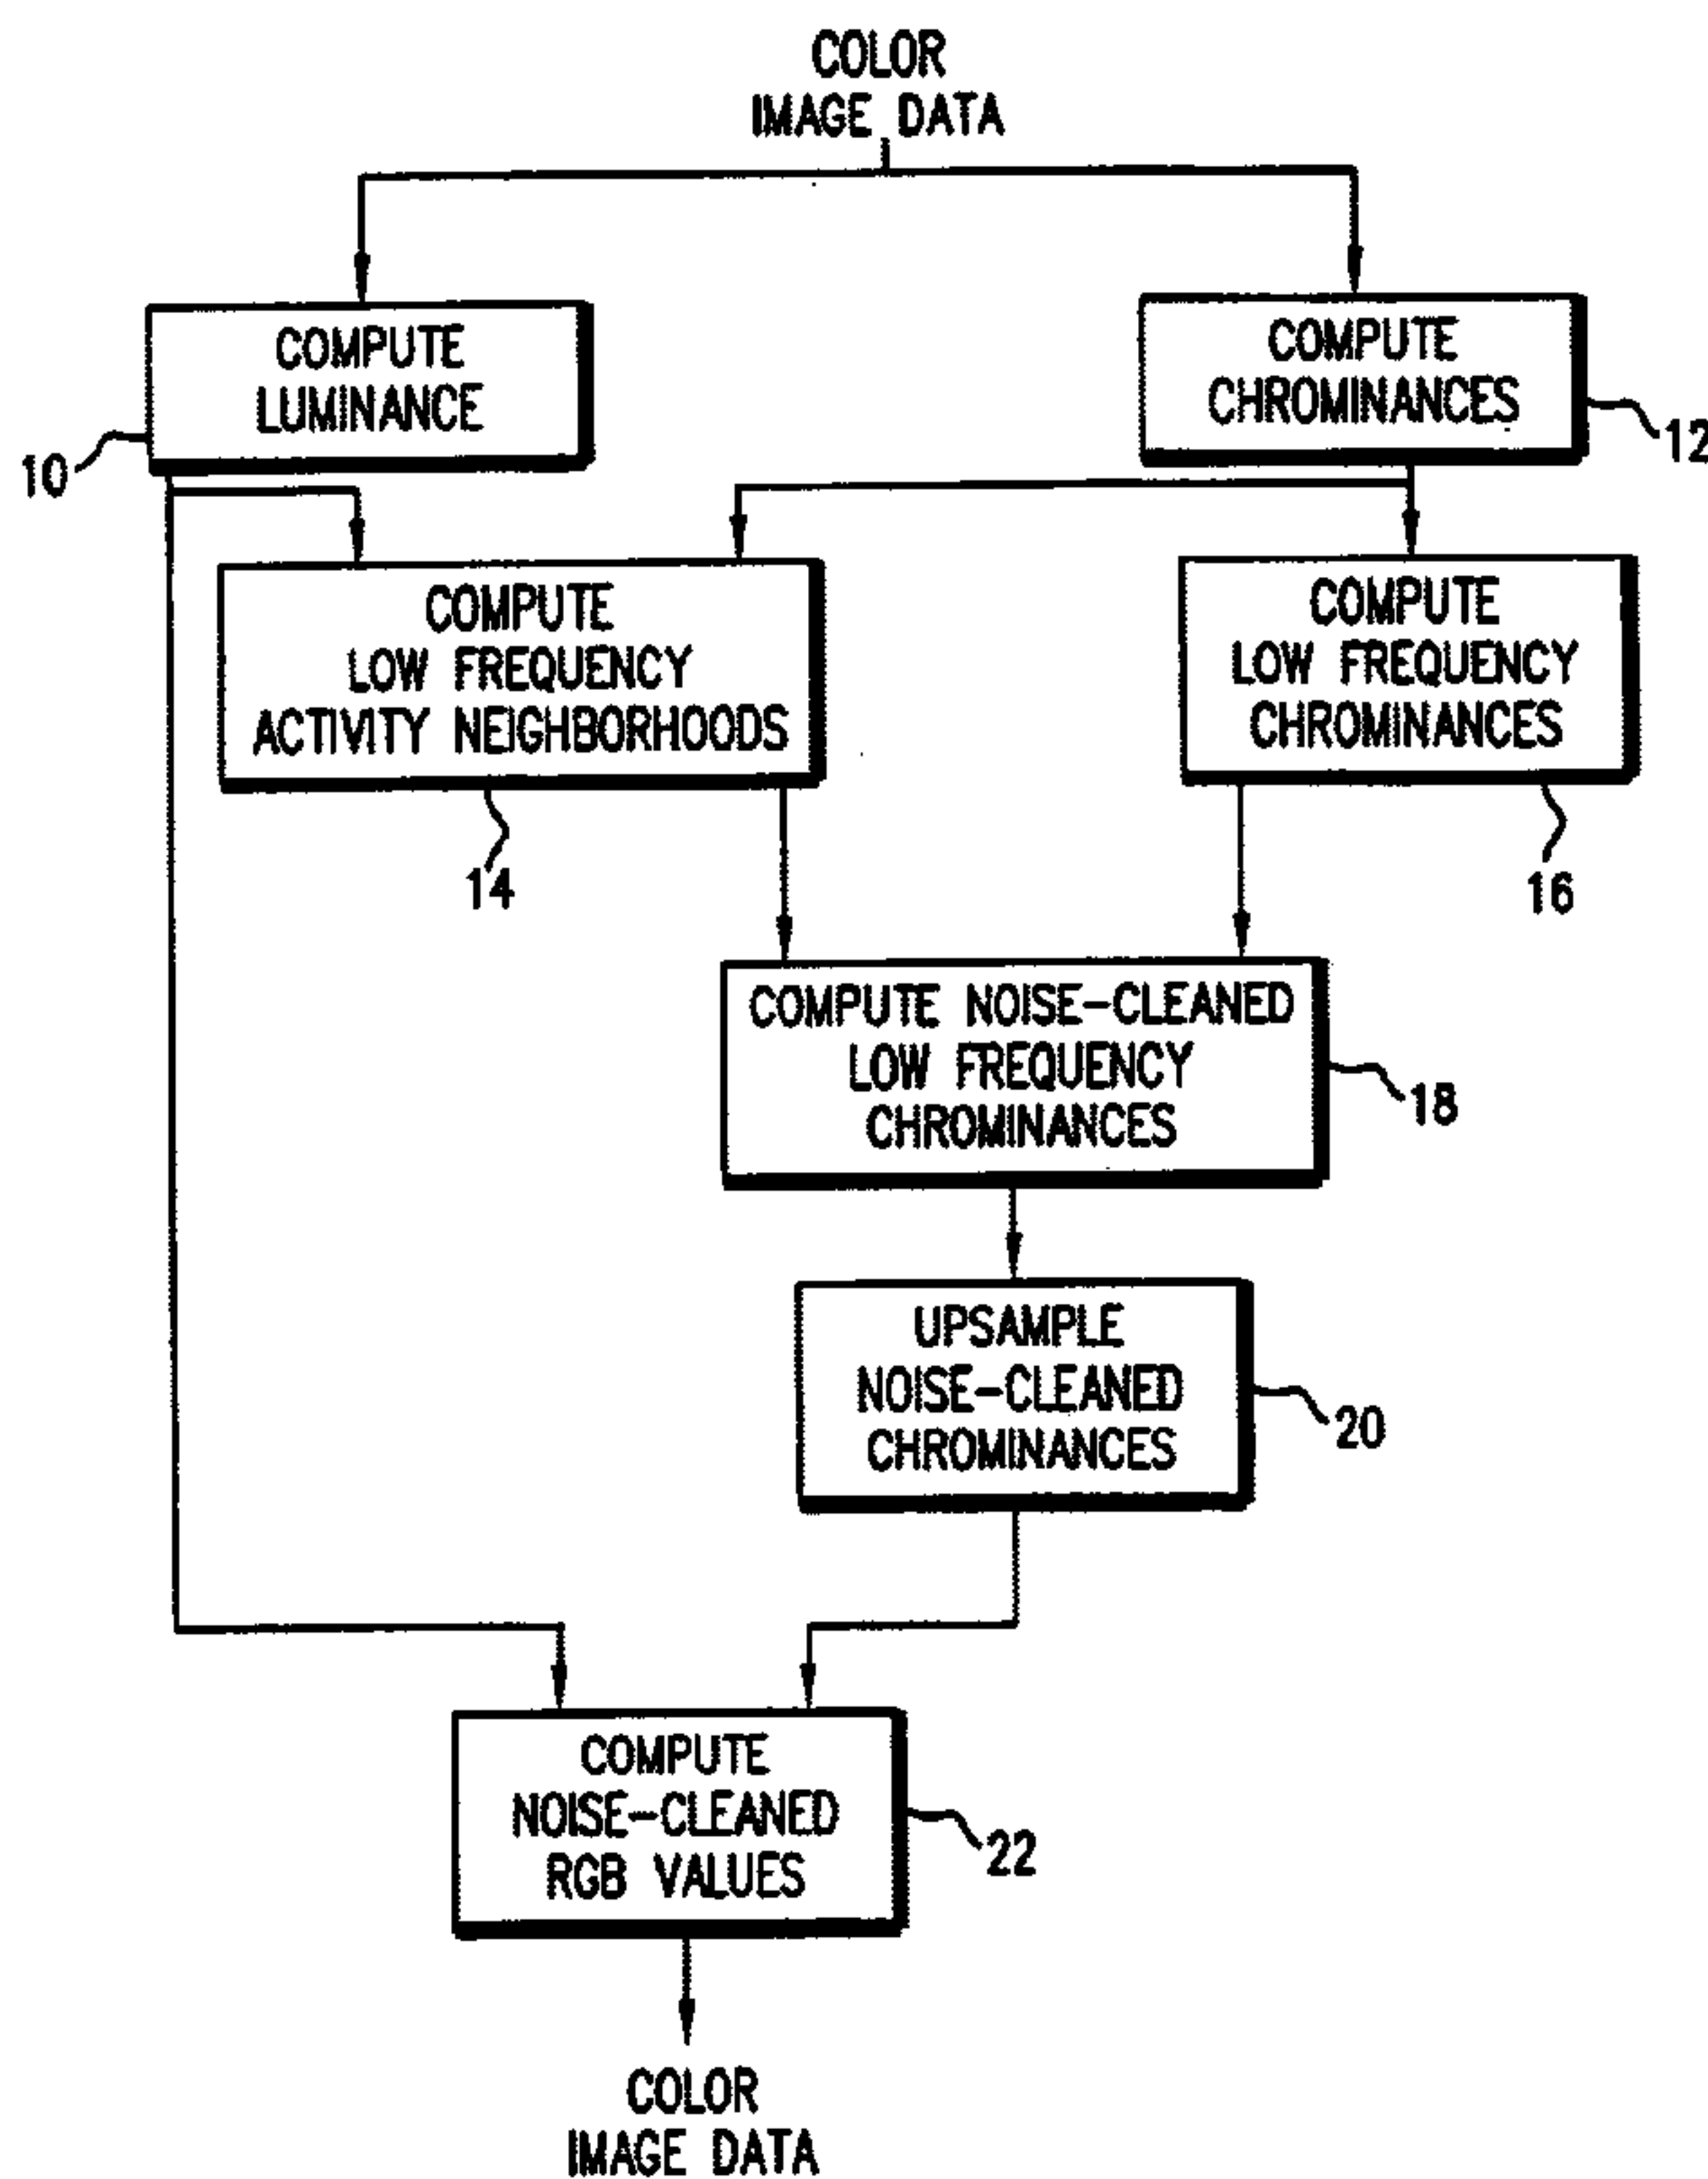 COLOR
IMAGE DATA
COMPUTE
LUMINANCE
10
COMPUTE
CHROMINANCES
12
COMPUTE
LOW FREQUENCY
ACTIVITY NEIGHBORHOODS
14
COMPUTE
LOW FREQUENCY
CHROMINANCES
16
COMPUTE NOISE-CLEANED
LOW FREQUENCY
CHROMINANCES
18
UPSAMPLE
NOISE-CLEANED
CHROMINANCES
20
COMPUTE
NOISE-CLEANED
RGB VALUES
22
COLOR
IMAGE DATA